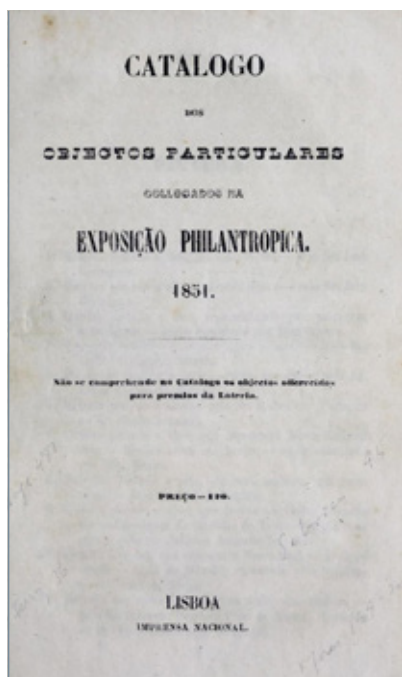 CATALOGO
DOS
OBJECTOS PARTICULARES
COLLOCADOS NA
EXPOSIÇÃO PHILANTROPICA.
1851.
Não se comprehende no Catalogo os objectos offerecidos
para premios da Loteria.
PREÇO — 120.
LISBOA
IMPRENSA NACIONAL.